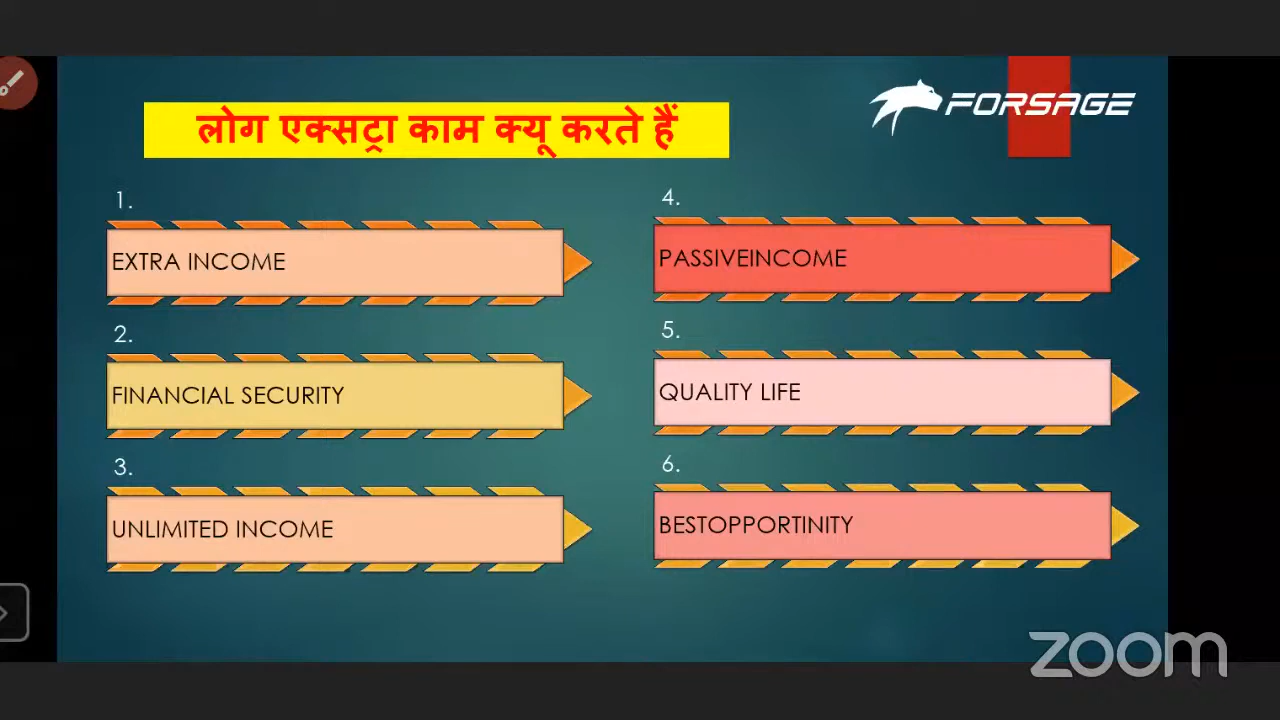 FORSAGE
लोग एक्सट्रा काम क्यू करते हैं
1.
EXTRA INCOME
2.
FINANCIAL SECURITY
3.
UNLIMITED INCOME
4.
PASSIVEINCOME
5.
QUALITY LIFE
6.
BESTOPPORTINITY
zoom